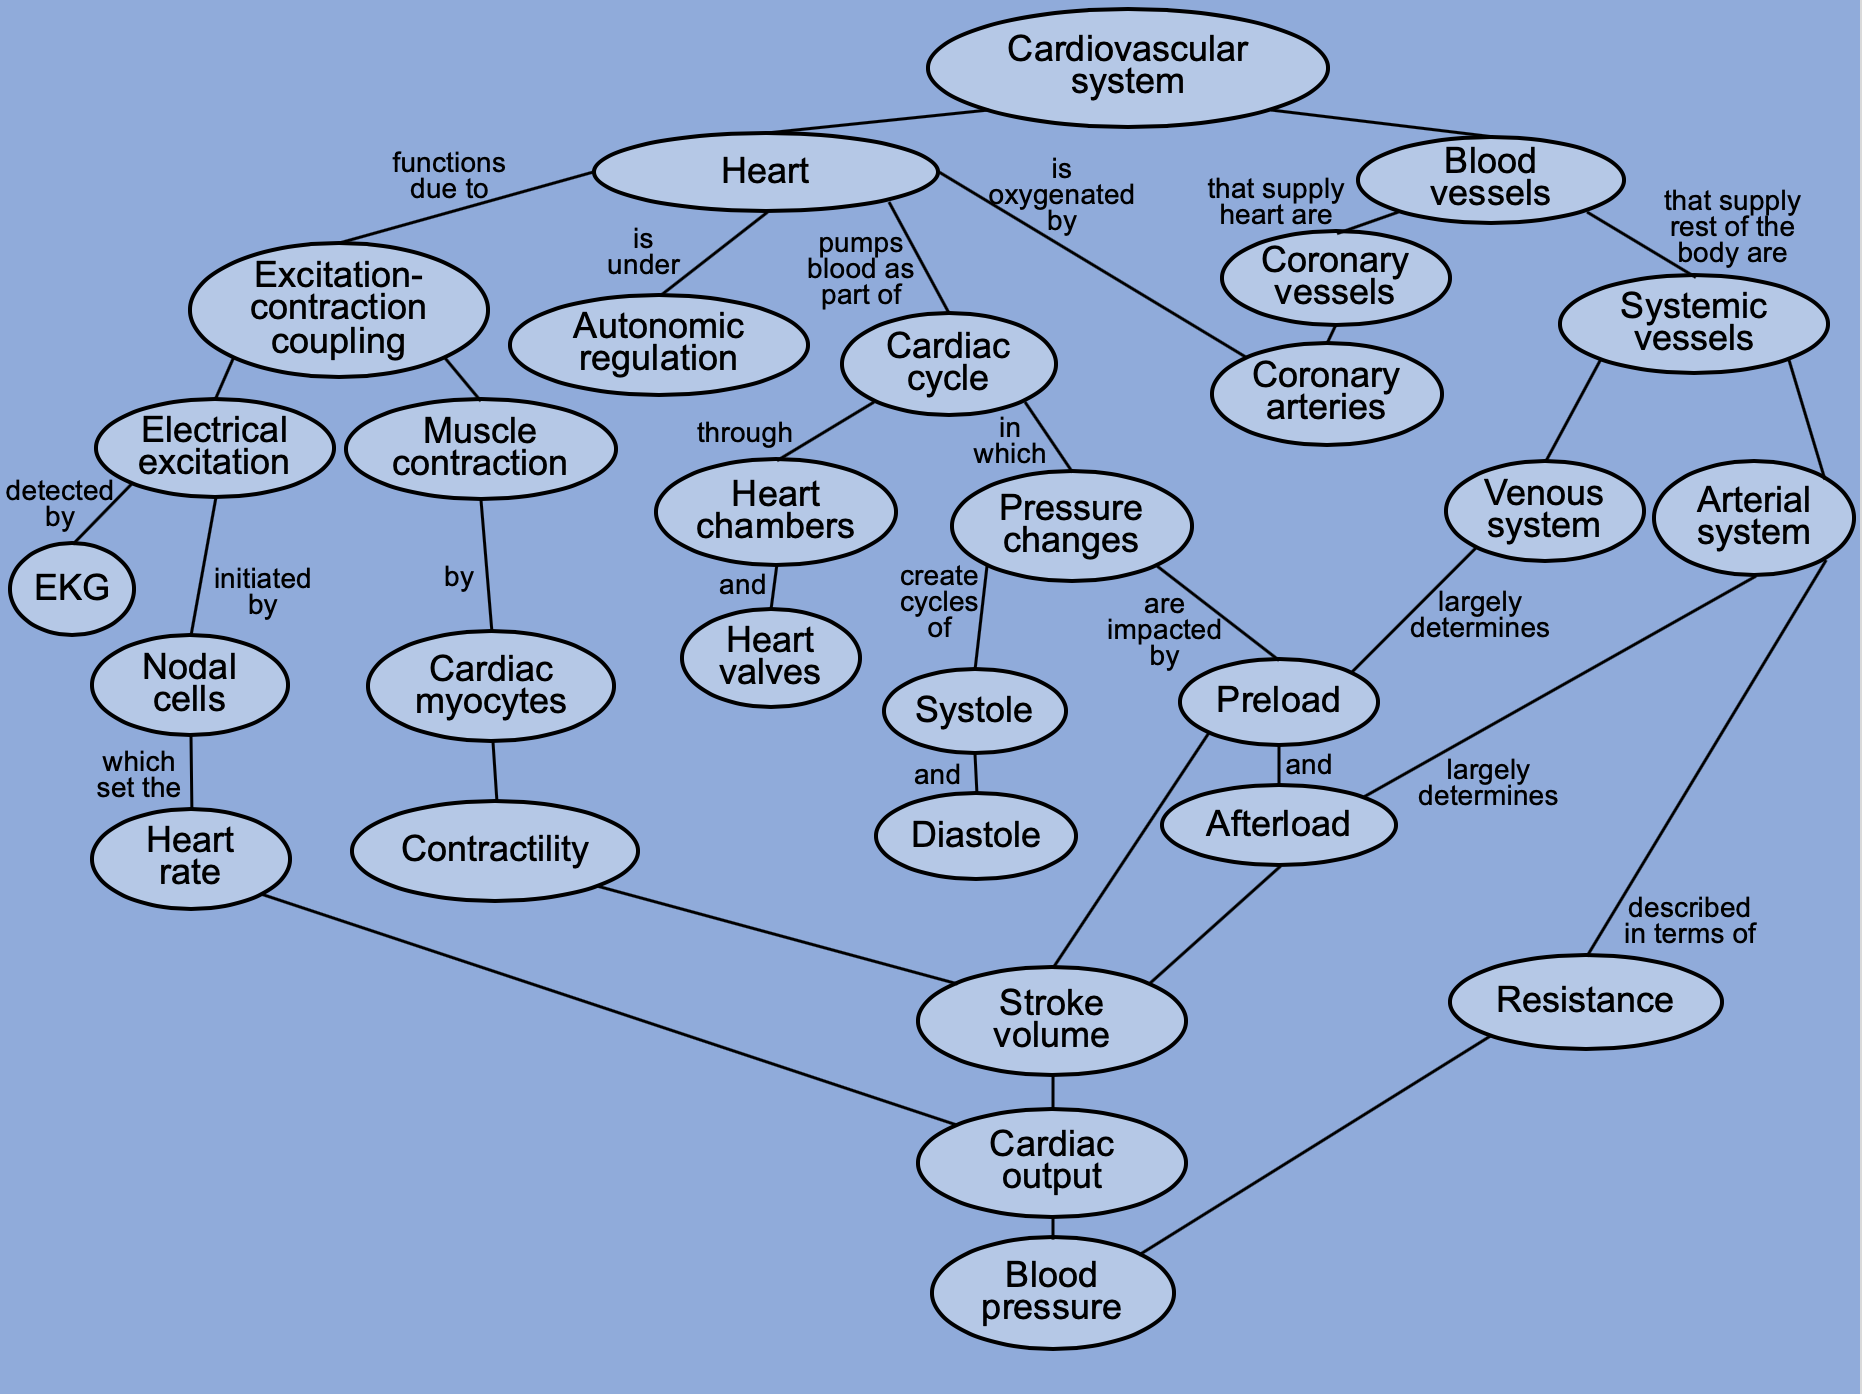 Cardiovascular
system
Heart
Blood
vessels
functions
due to
is
under
pumps
blood as
part of
is
oxygenated
by
that supply
heart are
that supply
rest of the
body are
Excitation-
contraction
coupling
Autonomic
regulation
Cardiac
cycle
Coronary
vessels
Coronary
arteries
Systemic
vessels
Electrical
excitation
Muscle
contraction
through
in
which
detected
by
Heart
chambers
Pressure
changes
Venous
system
Arterial
system
EKG
initiated
by
by
and
create
cycles
of
are
impacted
by
largely
determines
Nodal
cells
Cardiac
myocytes
Heart
valves
Systole
Preload
which
set the
and
and
largely
determines
Heart
rate
Contractility
Diastole
Afterload
described
in terms of
Stroke
volume
Resistance
Cardiac
output
Blood
pressure